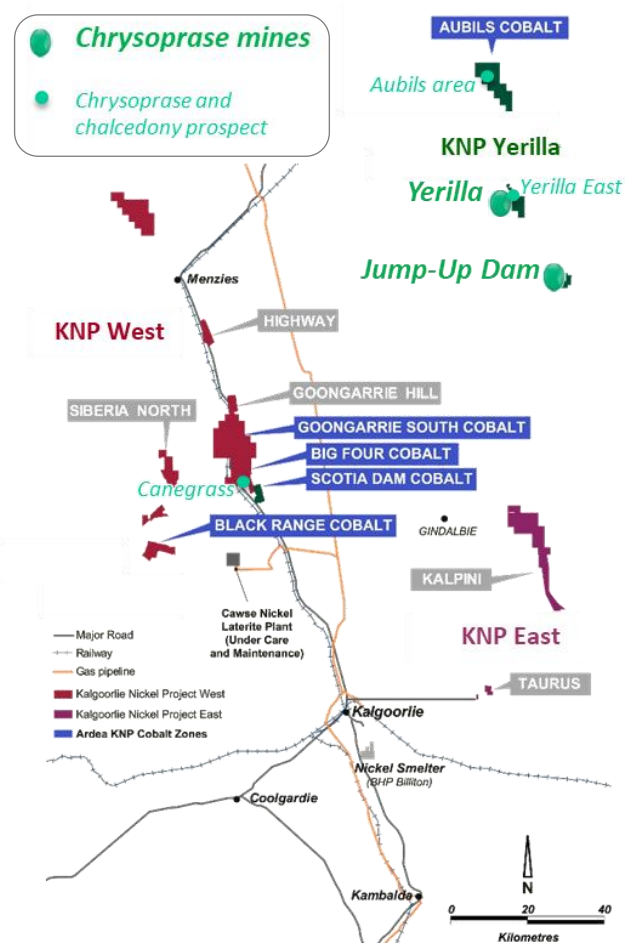 Chrysoprase mines
Chrysoprase and
chalcedony prospect
AUBILS COBALT
Aubils area
KNP Yerilla
Yerilla
Yerilla East
Jump-Up Dam
Menzies
KNP West
HIGHWAY
GOONGARRIE HILL
SIBERIA NORTH
GOONGARRIE SOUTH COBALT
BIG FOUR COBALT
SCOTIA DAM COBALT
Canegrass
BLACK RANGE COBALT
GINDALBIE
KALPINI
Cawse Nickel
Laterite Plant
(Under Care
and Maintenance)
KNP East
Major Road
Railway
Gas pipeline
Kalgoorlie Nickel Project West
Kalgoorlie Nickel Project East
Ardea KNP Cobalt Zones
TAURUS
Kalgoorlie
Nickel Smelter
(BHP Billiton)
Coolgardie
Kambalda
N
0 20 40
Kilometres